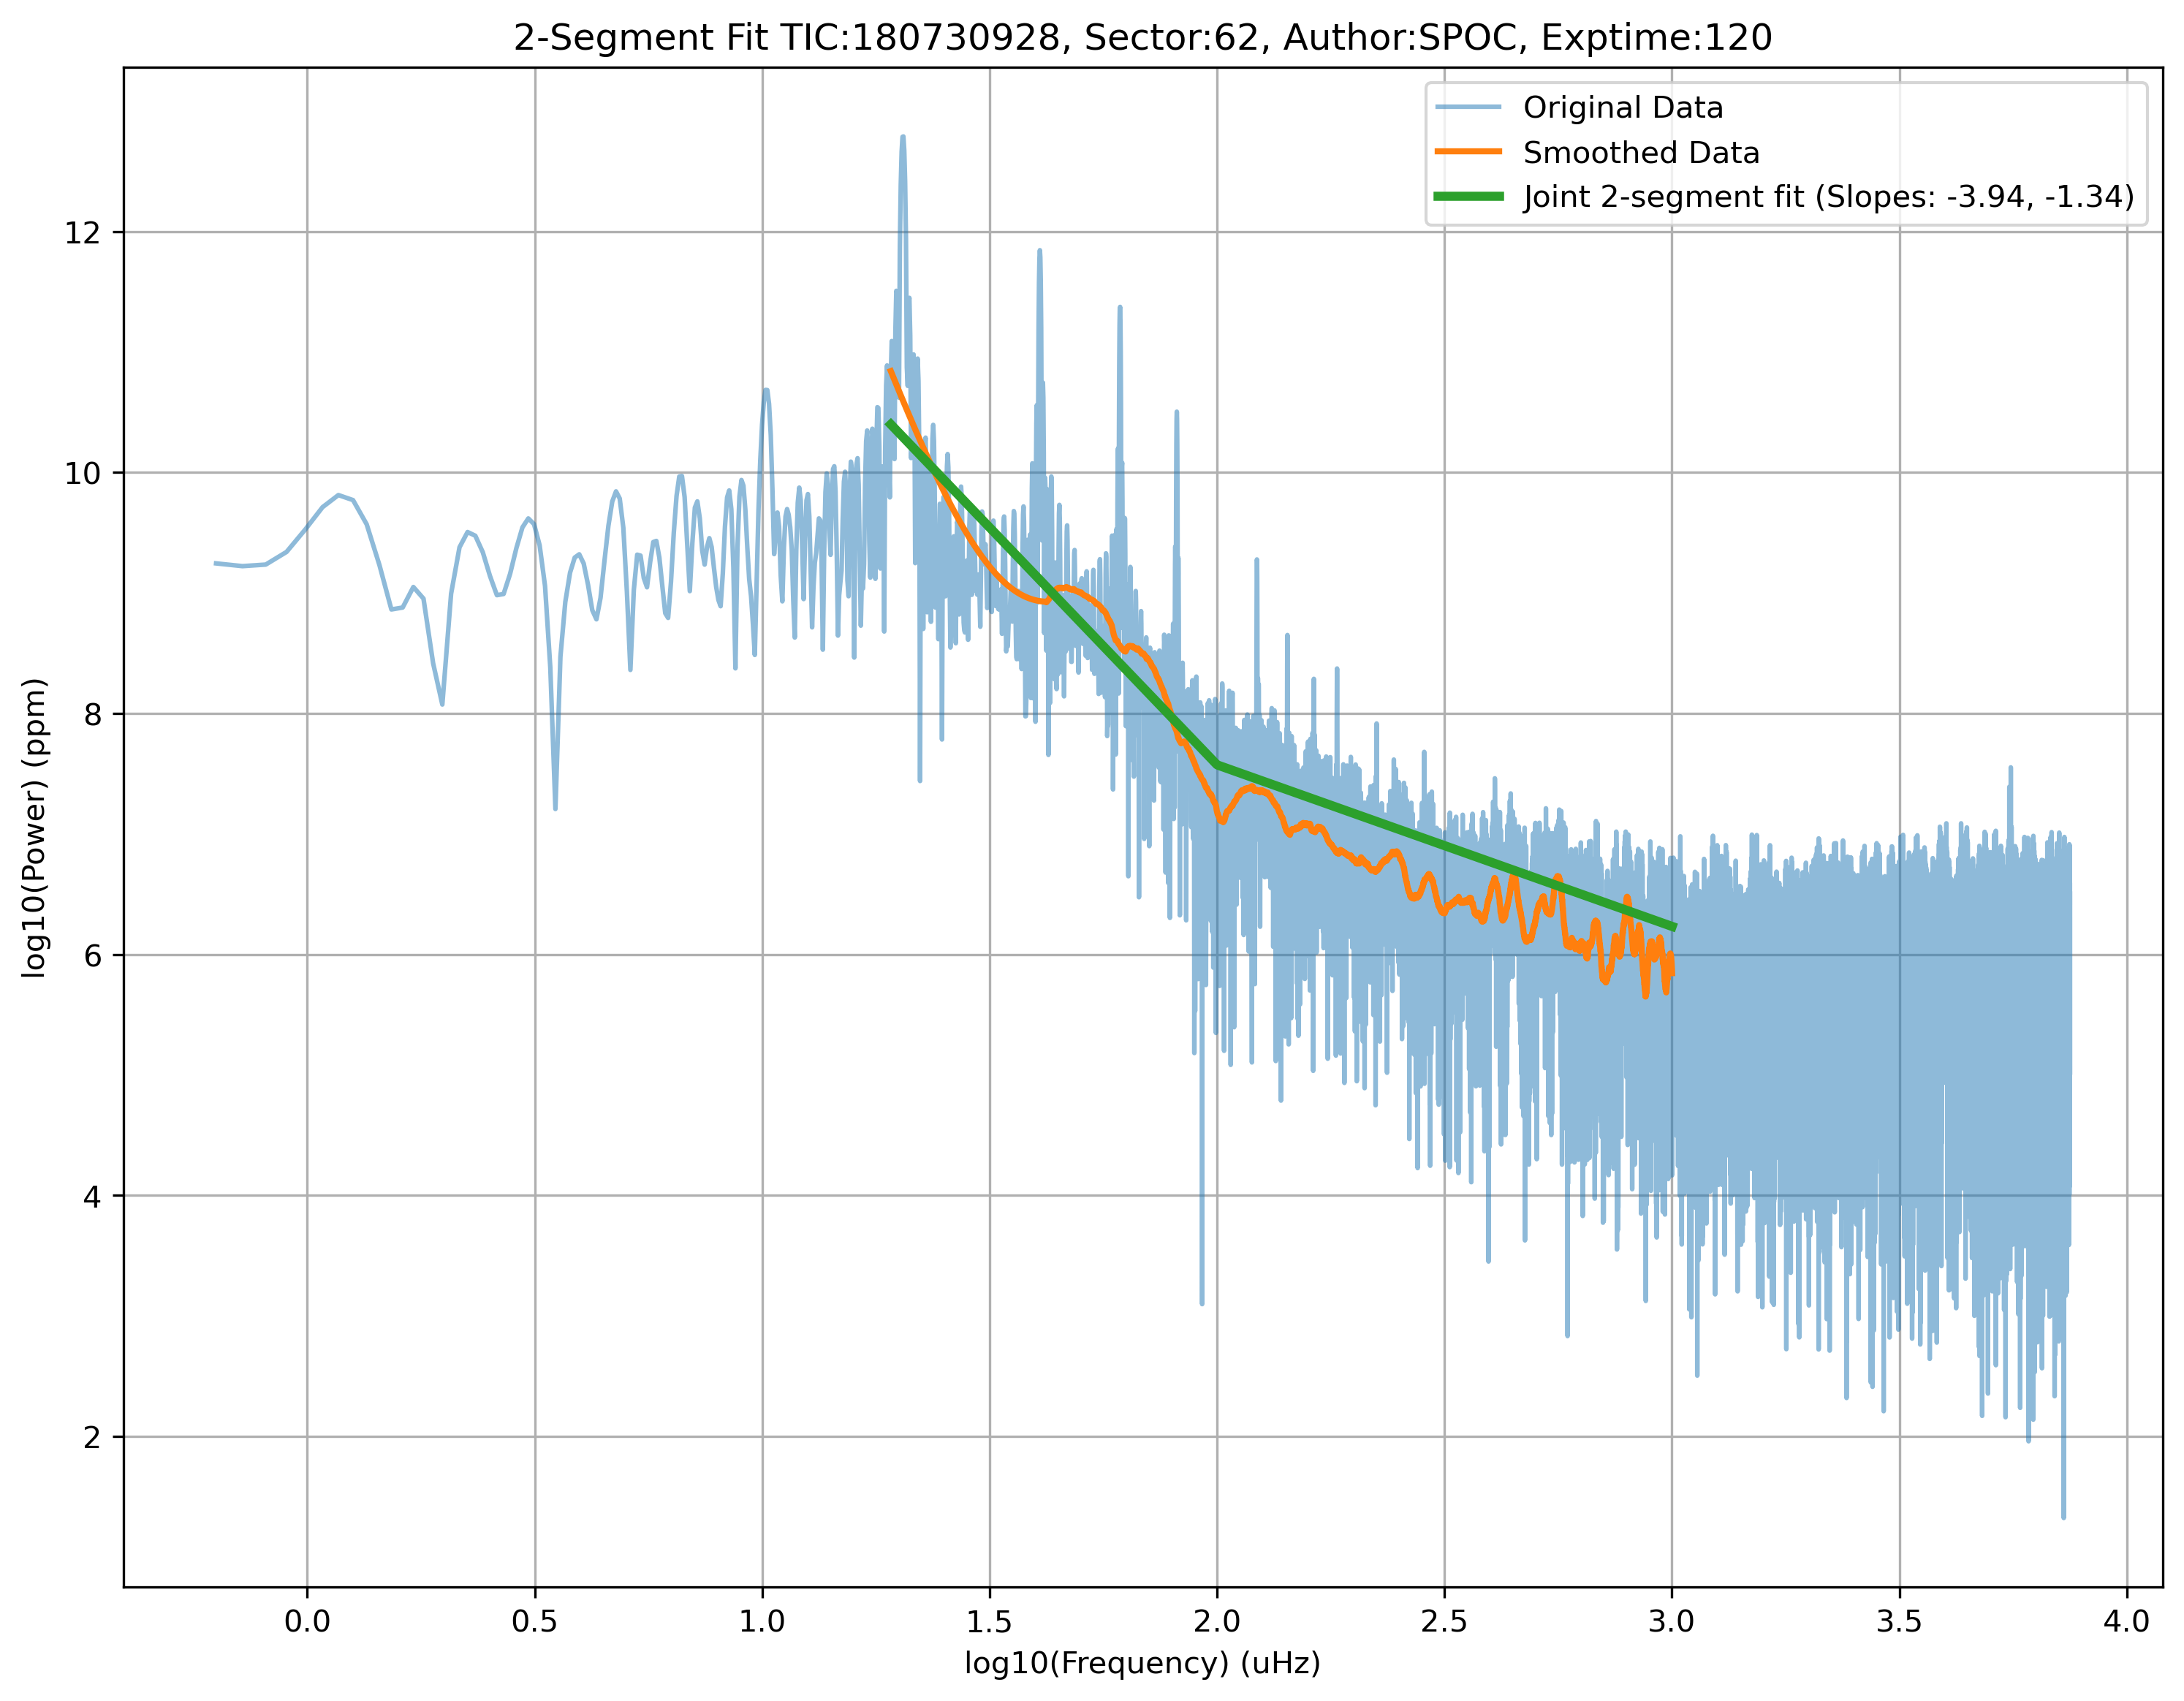 2-Segment Fit TIC:180730928, Sector:62, Author:SPOC, Exptime:120
Original Data
Smoothed Data
Joint 2-segment fit (Slopes: -3.94, -1.34)
12
10
8
6
4
2
log10(Power) (ppm)
0.0 0.5 1.0 1.5 2.0 2.5 3.0 3.5 4.0
log10(Frequency) (uHz)